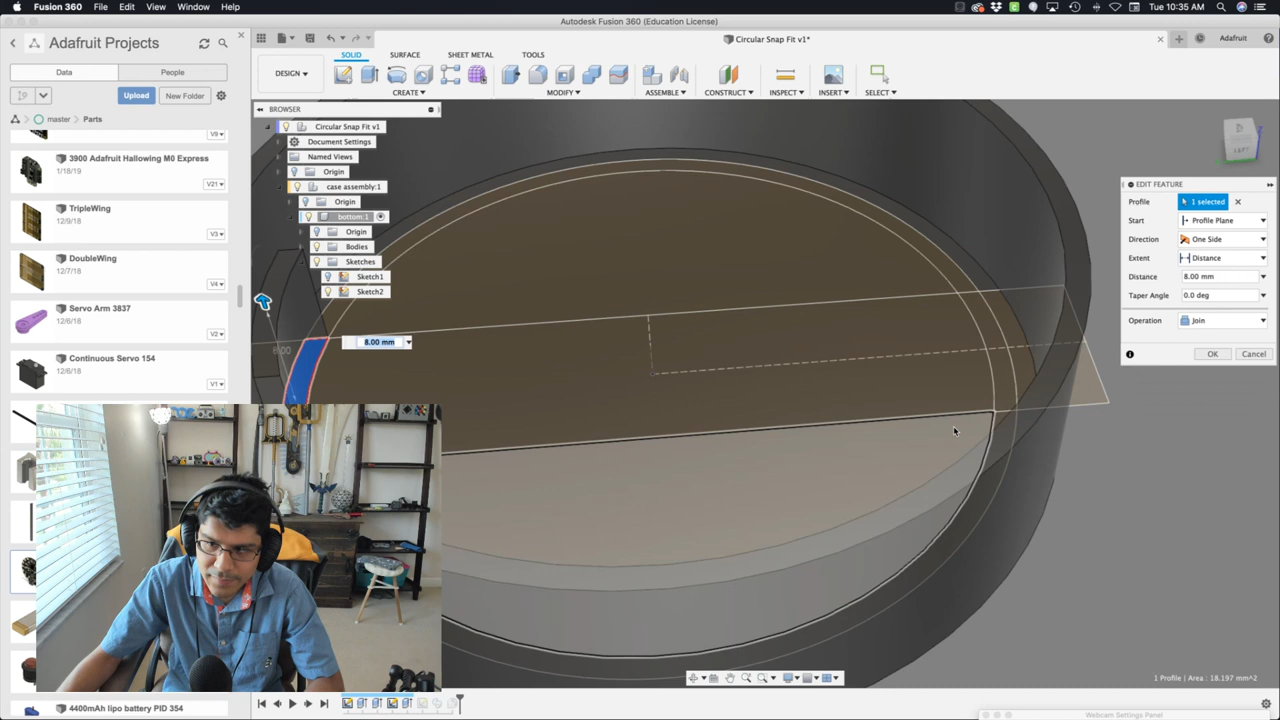 Fusion 360 File Edit View Window Help
Tue 10:35 AM
Autodesk Fusion 360 (Education License)
Adafruit Projects
Circular Snap Fit v1*
Adafruit
SOLID SURFACE SHEET METAL TOOLS
Data People
DESIGN
Upload New Folder
CREATE MODIFY ASSEMBLE CONSTRUCT INSPECT INSERT SELECT
master Parts
BROWSER
Circular Snap Fit v1
Document Settings
Named Views
Origin
case assembly:1
Origin
bottom:1
Origin
Bodies
Sketches
Sketch1
Sketch2
V9
3900 Adafruit Hallowing M0 Express
1/18/19
V21
TripleWing
12/9/18
V3
DoubleWing
12/7/18
V4
Servo Arm 3837
12/6/18
V2
Continuous Servo 154
12/6/18
V1
4400mAh lipo battery PID 354
LEFT
EDIT FEATURE
Profile 1 selected
Start Profile Plane
Direction One Side
Extent Distance
Distance 8.00 mm
Taper Angle 0.0 deg
Operation Join
OK Cancel
8.00
8.00 mm
1 Profile | Area : 18.197 mm^2
Webcam Settings Panel